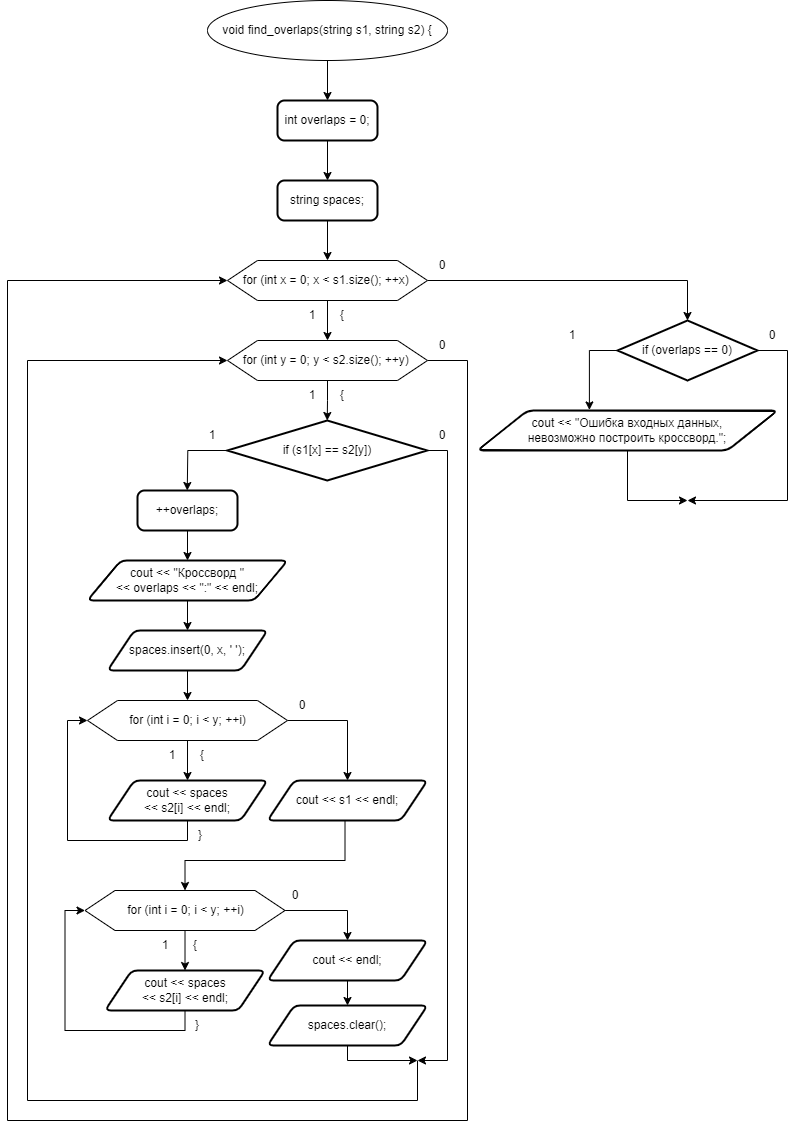 void find_overlaps(string s1, string s2) {
int overlaps = 0;
string spaces;
for (int x = 0; x < s1.size(); ++x)
0
1 {
for (int y = 0; y < s2.size(); ++y)
0
1 {
if (s1[x] == s2[y])
1
0
++overlaps;
cout << "Кроссворд "
<< overlaps << ":" << endl;
spaces.insert(0, x, ' ');
for (int i = 0; i < y; ++i)
0
1 {
cout << spaces
<< s2[i] << endl;
}
cout << s1 << endl;
for (int i = 0; i < y; ++i)
0
1 {
cout << spaces
<< s2[i] << endl;
}
cout << endl;
spaces.clear();
if (overlaps == 0)
1
0
cout << "Ошибка входных данных,
невозможно построить кроссворд.";